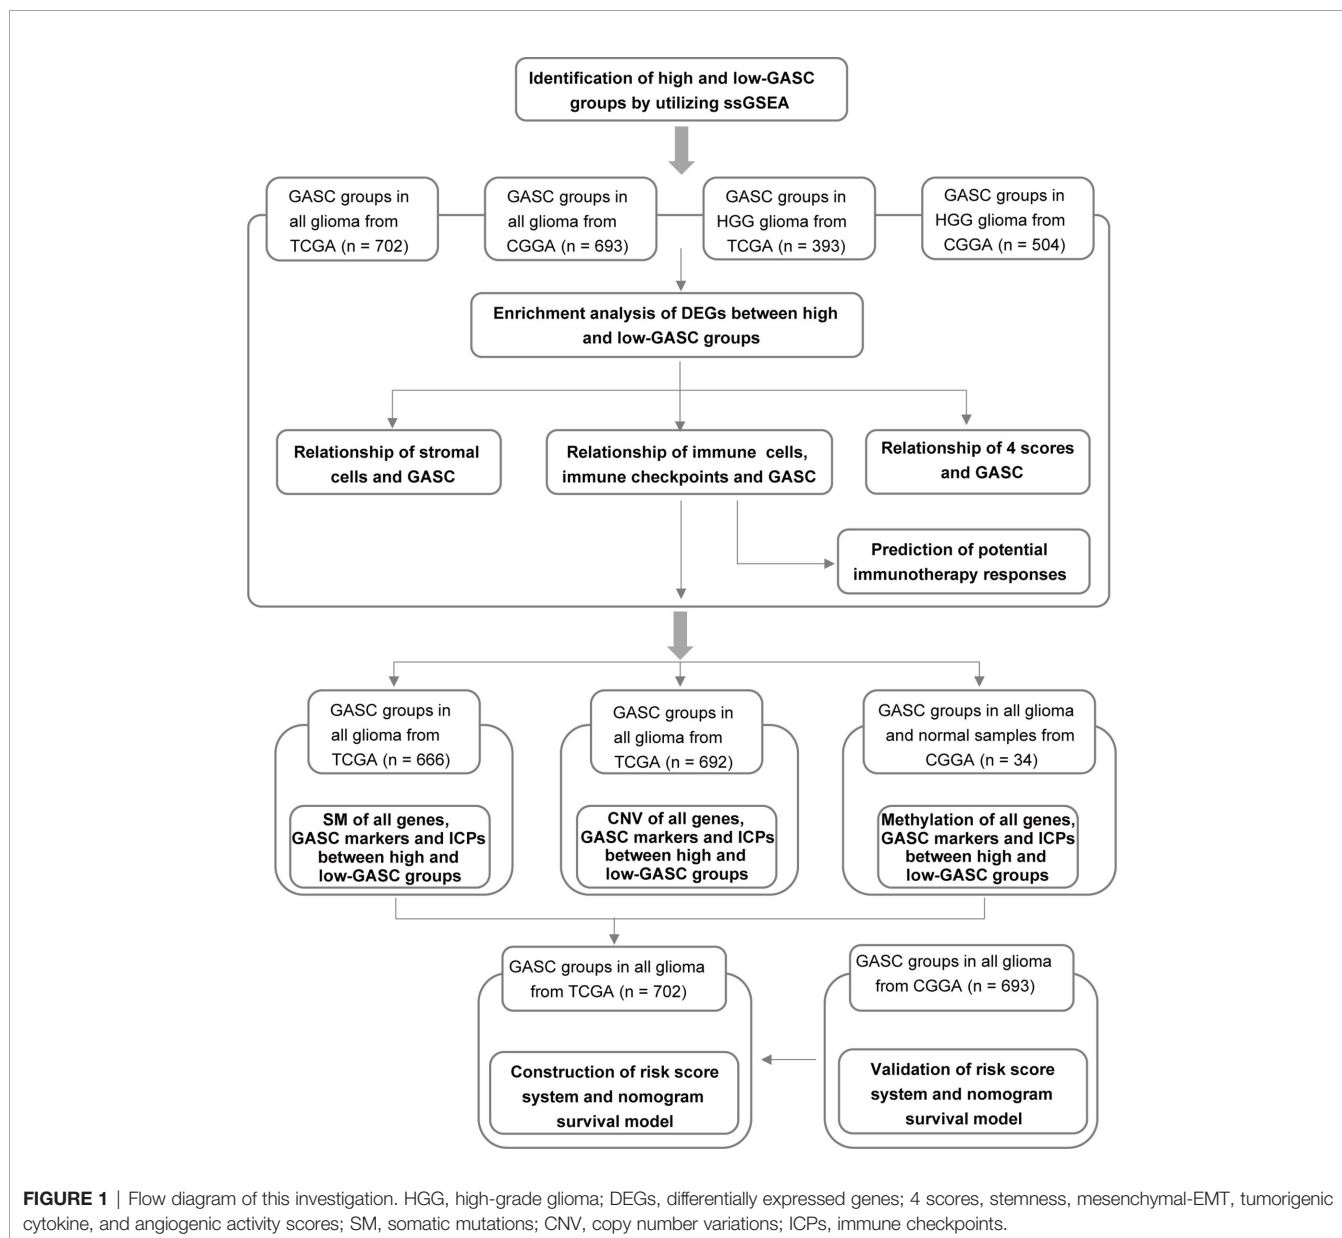 Identification of high and low-GASC
groups by utilizing ssGSEA
GASC groups in
all glioma from
TCGA (n = 702)
GASC groups in
all glioma from
CGGA (n = 693)
GASC groups in
HGG glioma from
TCGA (n = 393)
GASC groups in
HGG glioma from
CGGA (n = 504)
Enrichment analysis of DEGs between high
and low-GASC groups
Relationship of stromal
cells and GASC
Relationship of immune cells,
immune checkpoints and GASC
Relationship of 4 scores
and GASC
Prediction of potential
immunotherapy responses
GASC groups in
all glioma from
TCGA (n = 666)
SM of all genes,
GASC markers and ICPs
between high and
low-GASC groups
GASC groups in
all glioma from
TCGA (n = 692)
CNV of all genes,
GASC markers and ICPs
between high and
low-GASC groups
GASC groups in all glioma
and normal samples from
CGGA (n = 34)
Methylation of all genes,
GASC markers and ICPs
between high and
low-GASC groups
GASC groups in all glioma
from TCGA (n = 702)
Construction of risk score
system and nomogram
survival model
GASC groups in all glioma
from CGGA (n = 693)
Validation of risk score
system and nomogram
survival model
FIGURE 1 | Flow diagram of this investigation. HGG, high-grade glioma; DEGs, differentially expressed genes; 4 scores, stemness, mesenchymal-EMT, tumorigenic
cytokine, and angiogenic activity scores; SM, somatic mutations; CNV, copy number variations; ICPs, immune checkpoints.